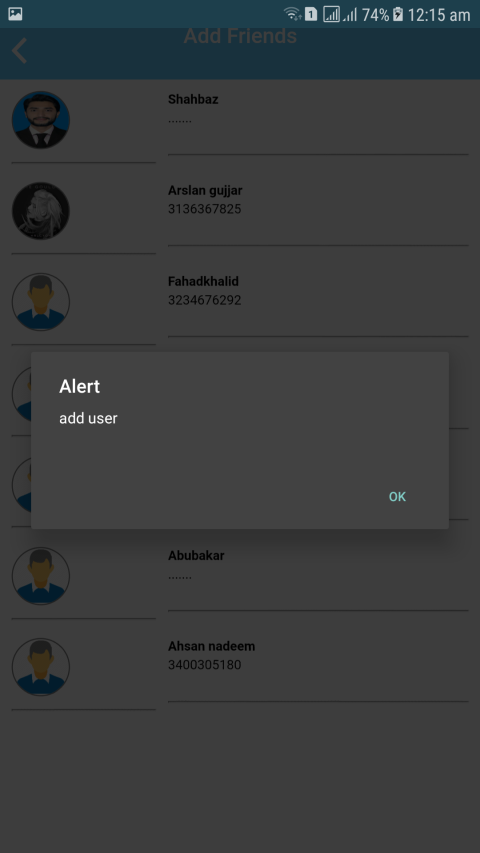 1 74% 12:15 am
Add Friends
Shahbaz
.......
Arslan gujjar
3136367825
Fahadkhalid
3234676292
Alert
add user
OK
Abubakar
.......
Ahsan nadeem
3400305180